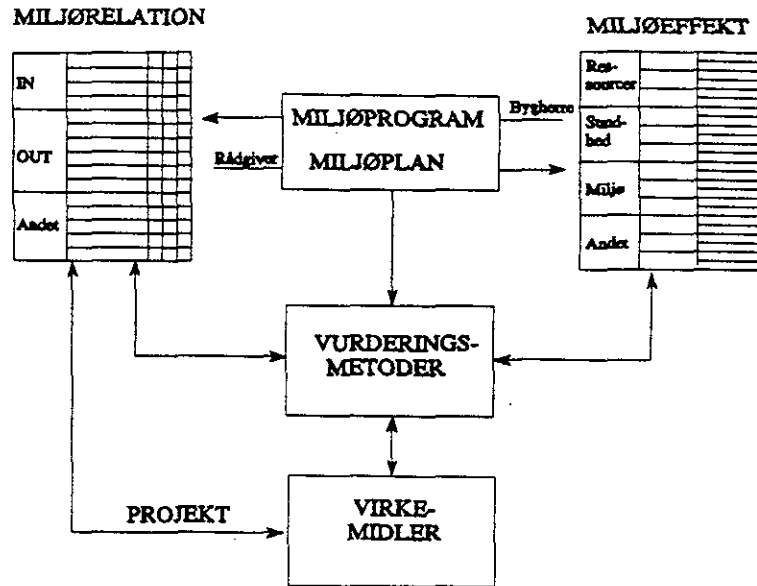 MILJØRELATION
IN
OUT
Andet
MILJØPROGRAM
MILJØPLAN
Bygherre
Rådgiver
MILJØEFFEKT
Res-
sourcer
Sund-
hed
Miljø
Andet
VURDERINGS-
METODER
PROJEKT
VIRKE-
MIDLER